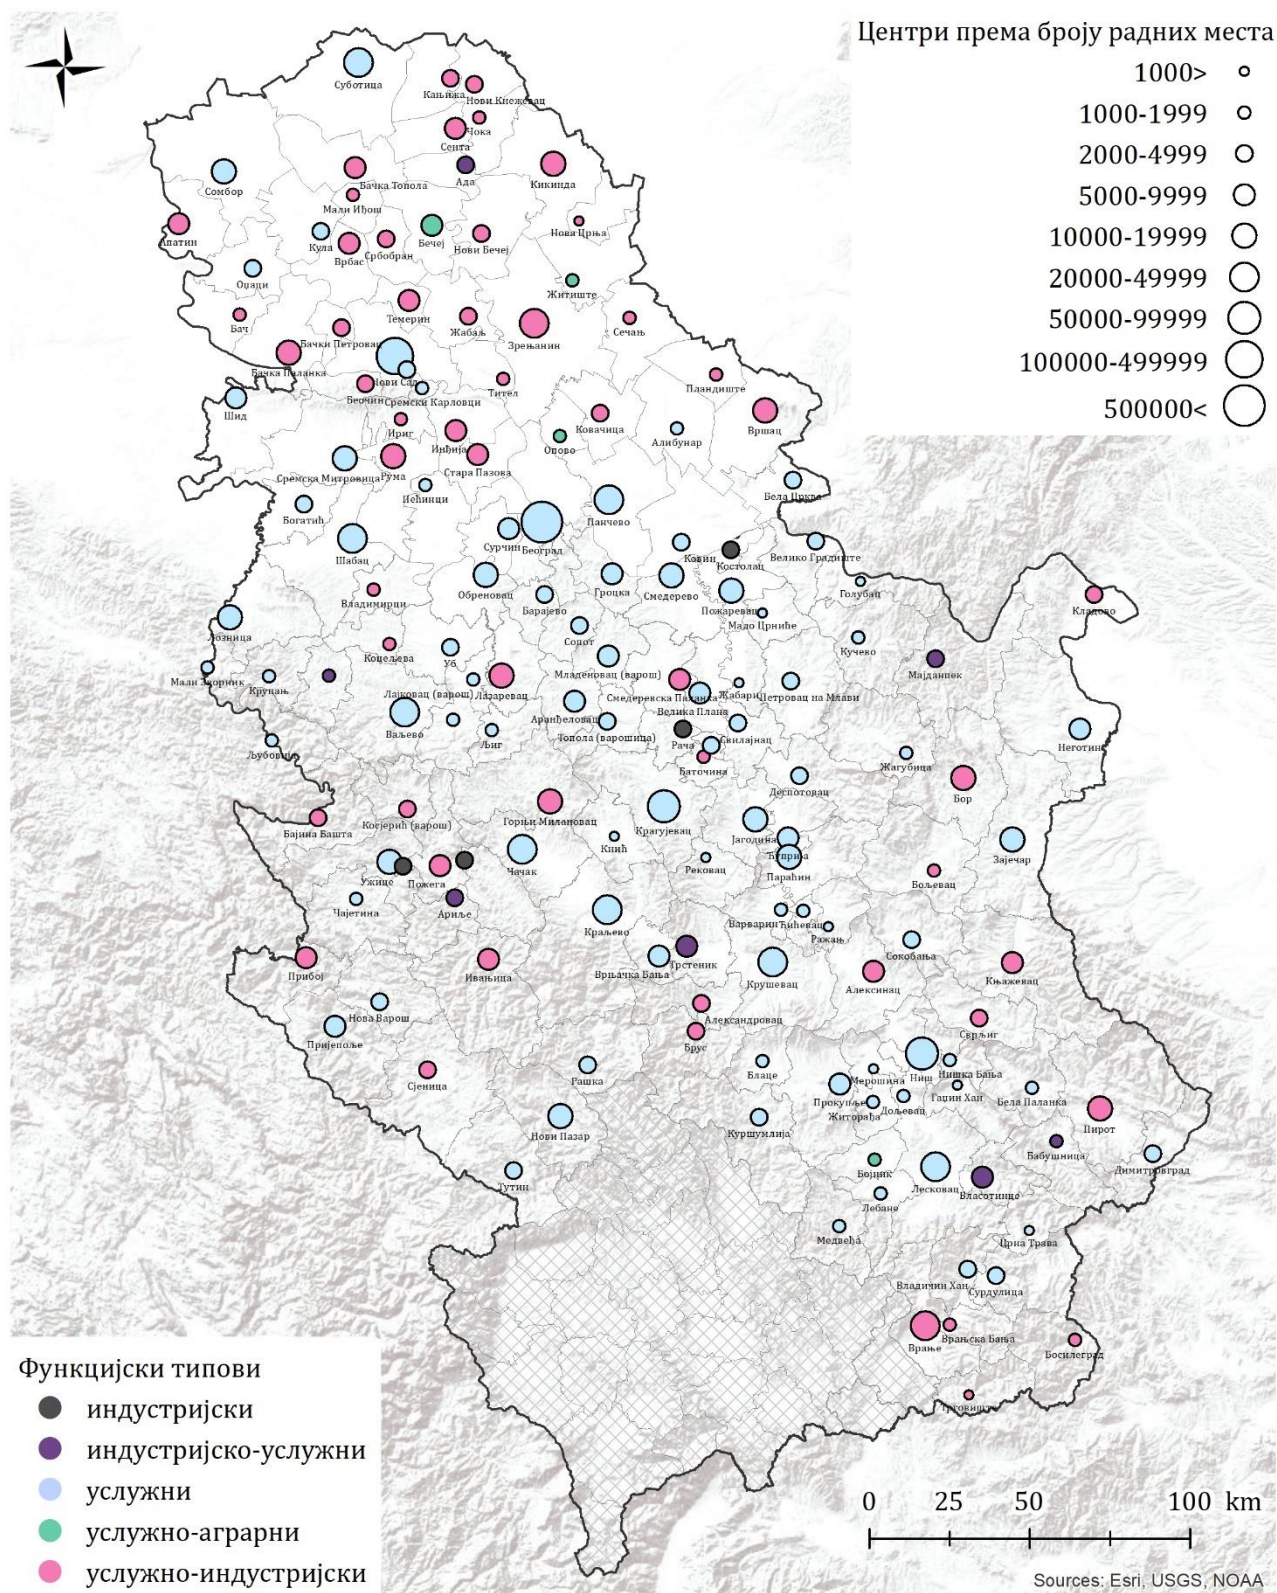 Центри према броју радних места
1000>
1000-1999
2000-4999
5000-9999
10000-19999
20000-49999
50000-99999
100000-499999
500000<
Суботица
Кањижа
Нови Кнежевац
Чока
Сента
Ада
Кикинда
Сомбор
Бачка Топола
Мали Иђош
Апатин
Кула
Врбас
Србобран
Бечеј
Нови Бечеј
Нова Црња
Оџаци
Житиште
Бач
Темерин
Жабаљ
Зрењанин
Сечањ
Бачки Петровац
Бачка Паланка
Нови Сад
Беочин
Сремски Карловци
Тител
Пландиште
Шид
Ириг
Инђија
Ковачица
Опово
Алибунар
Вршац
Сремска Митровица
Рума
Стара Пазова
Пећинци
Бела Црква
Богатић
Панчево
Сурчин
Београд
Шабац
Ковин
Костолац
Велико Градиште
Обреновац
Гроцка
Смедерево
Пожаревац
Голубац
Владимирци
Барајево
Мало Црниће
Кладово
Лозница
Сопот
Коцељева
Уб
Младеновац (варош)
Кучево
Мајданпек
Мали Зворник
Крупањ
Лајковац (варош)
Лазаревац
Смедеревска Паланка
Жабари
Петровац на Млави
Велика Плана
Ваљево
Аранђеловац
Топола (варошица)
Љиг
Рача
Свилајнац
Неготин
Љубовија
Баточина
Жагубица
Деспотовац
Бор
Бајина Башта
Косјерић (варош)
Горњи Милановац
Крагујевац
Јагодина
Кнић
Ћуприја
Зајечар
Ужице
Пожега
Чачак
Рековац
Параћин
Бољевац
Чајетина
Ариље
Краљево
Варварин
Ћићевац
Ражањ
Сокобања
Прибој
Ивањица
Врњачка Бања
Трстеник
Крушевац
Алексинац
Књажевац
Нова Варош
Александровац
Сврљиг
Пријепоље
Брус
Сјеница
Рашка
Блаце
Мерошина
Ниш
Нишка Бања
Прокупље
Гаџин Хан
Бела Паланка
Житорађа
Дољевац
Нови Пазар
Куршумлија
Пирот
Бабушница
Димитровград
Тутин
Бојник
Лесковац
Власотинце
Лебане
Медвеђа
Црна Трава
Владичин Хан
Сурдулица
Врање
Врањска Бања
Босилеград
Трговиште
Функцијски типови
индустријски
индустријско-услужни
услужни
услужно-аграрни
услужно-индустријски
0 25 50 100 km
Sources: Esri, USGS, NOAA